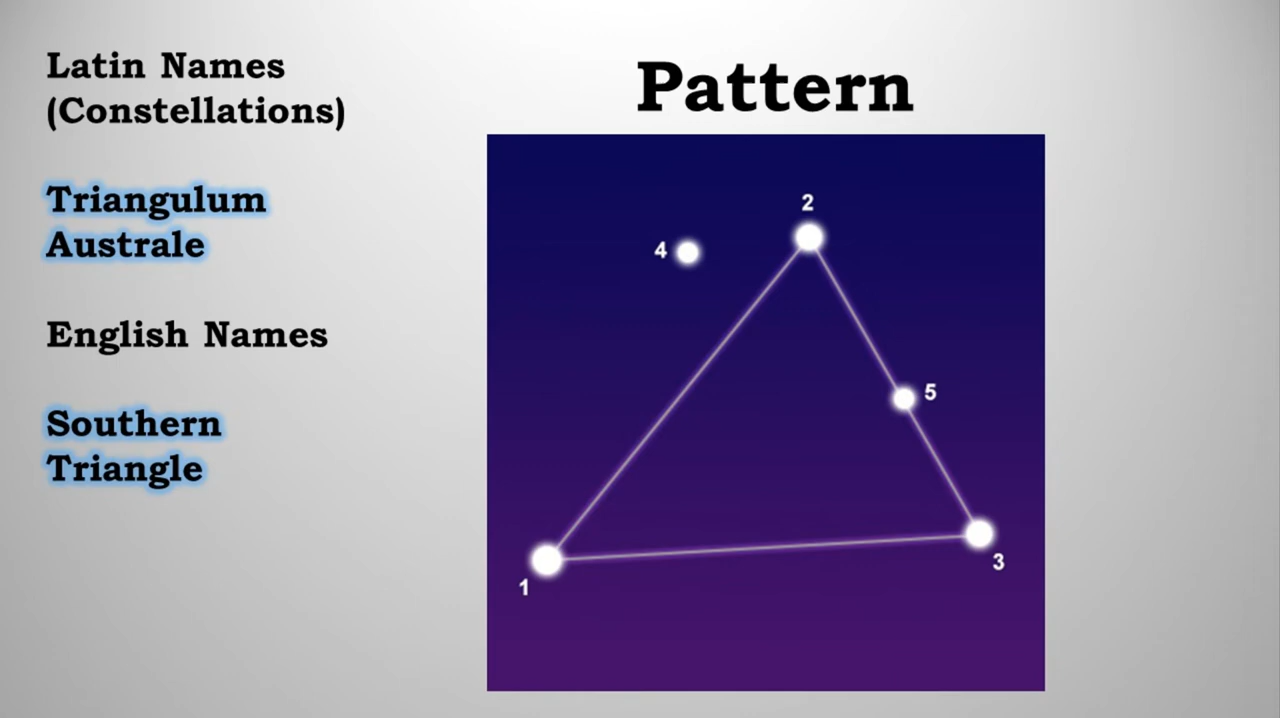 Latin Names
(Constellations)
Triangulum
Australe
English Names
Southern
Triangle
Pattern
2
4
5
3
1